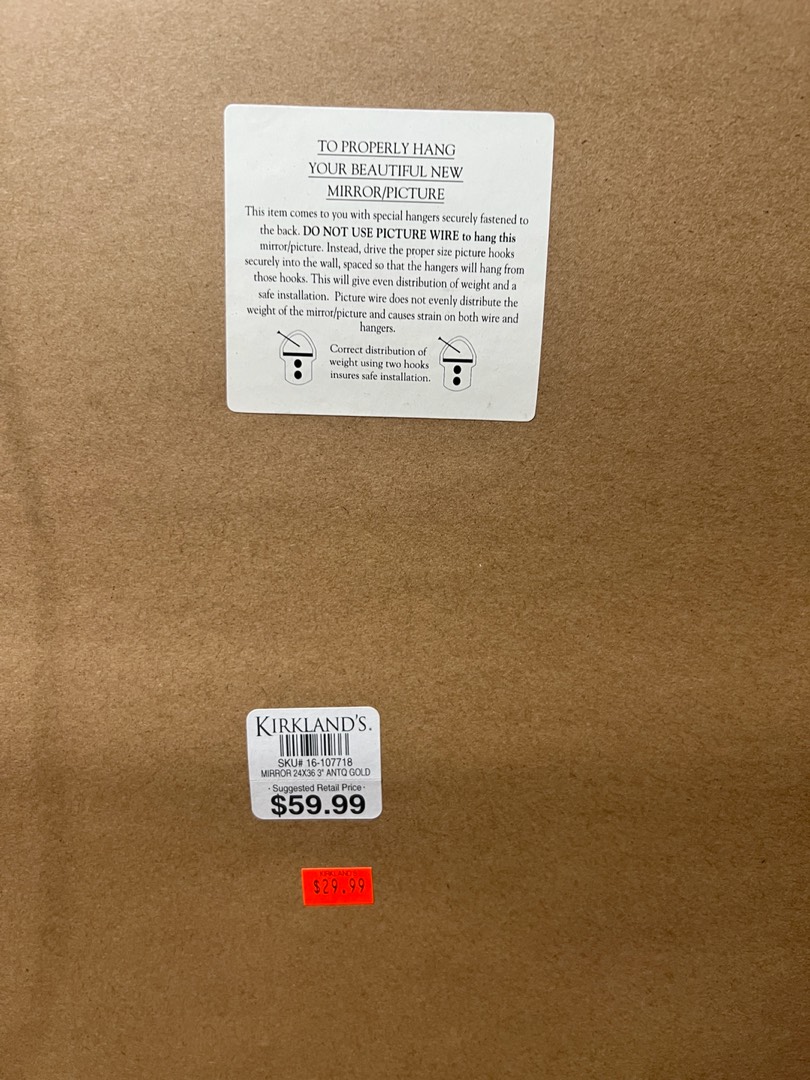 TO PROPERLY HANG
YOUR BEAUTIFUL NEW
MIRROR/PICTURE
This item comes to you with special hangers securely fastened to
the back. DO NOT USE PICTURE WIRE to hang this
mirror/picture. Instead, drive the proper size picture hooks
securely into the wall, spaced so that the hangers will hang from
those hooks. This will give even distribution of weight and a
safe installation. Picture wire does not evenly distribute the
weight of the mirror/picture and causes strain on both wire and
hangers.
Correct distribution of
weight using two hooks
insures safe installation.
KIRKLAND'S.
SKU# 16-107718
MIRROR 24X36 3" ANTQ GOLD
- Suggested Retail Price -
$59.99
$29.99